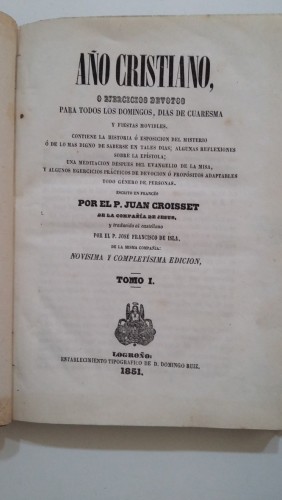 AÑO CRISTIANO,
Ó EJERCICIOS DEVOTOS
PARA TODOS LOS DOMINGOS, DIAS DE CUARESMA
Y FIESTAS MOVIBLES.
CONTIENE LA HISTORIA Ó ESPOSICION DEL MISTERIO
Ó DE LO MAS DIGNO DE SABERSE EN TALES DIAS, ALGUNAS REFLEXIONES
SOBRE LA EPÍSTOLA;
UNA MEDITACION DESPUES DEL EVANGELIO DE LA MISA,
Y ALGUNOS EGERCICIOS PRÁCTICOS DE DEVOCION Ó PROPÓSITOS ADAPTABLES
TODO GÉNERO DE PERSONAS.
ESCRITO EN FRANCÉS
POR EL P. JUAN CROISSET
DE LA COMPAÑÍA DE JESUS,
y traducido al castellano
POR EL P. JOSÉ FRANCISCO DE ISLA,
DE LA MISMA COMPAÑÍA:
NOVISIMA Y COMPLETÍSIMA EDICION,
TOMO I.
LOGROÑO:
ESTABLECIMIENTO TIPOGRAFICO DE D. DOMINGO RUIZ.
1851.